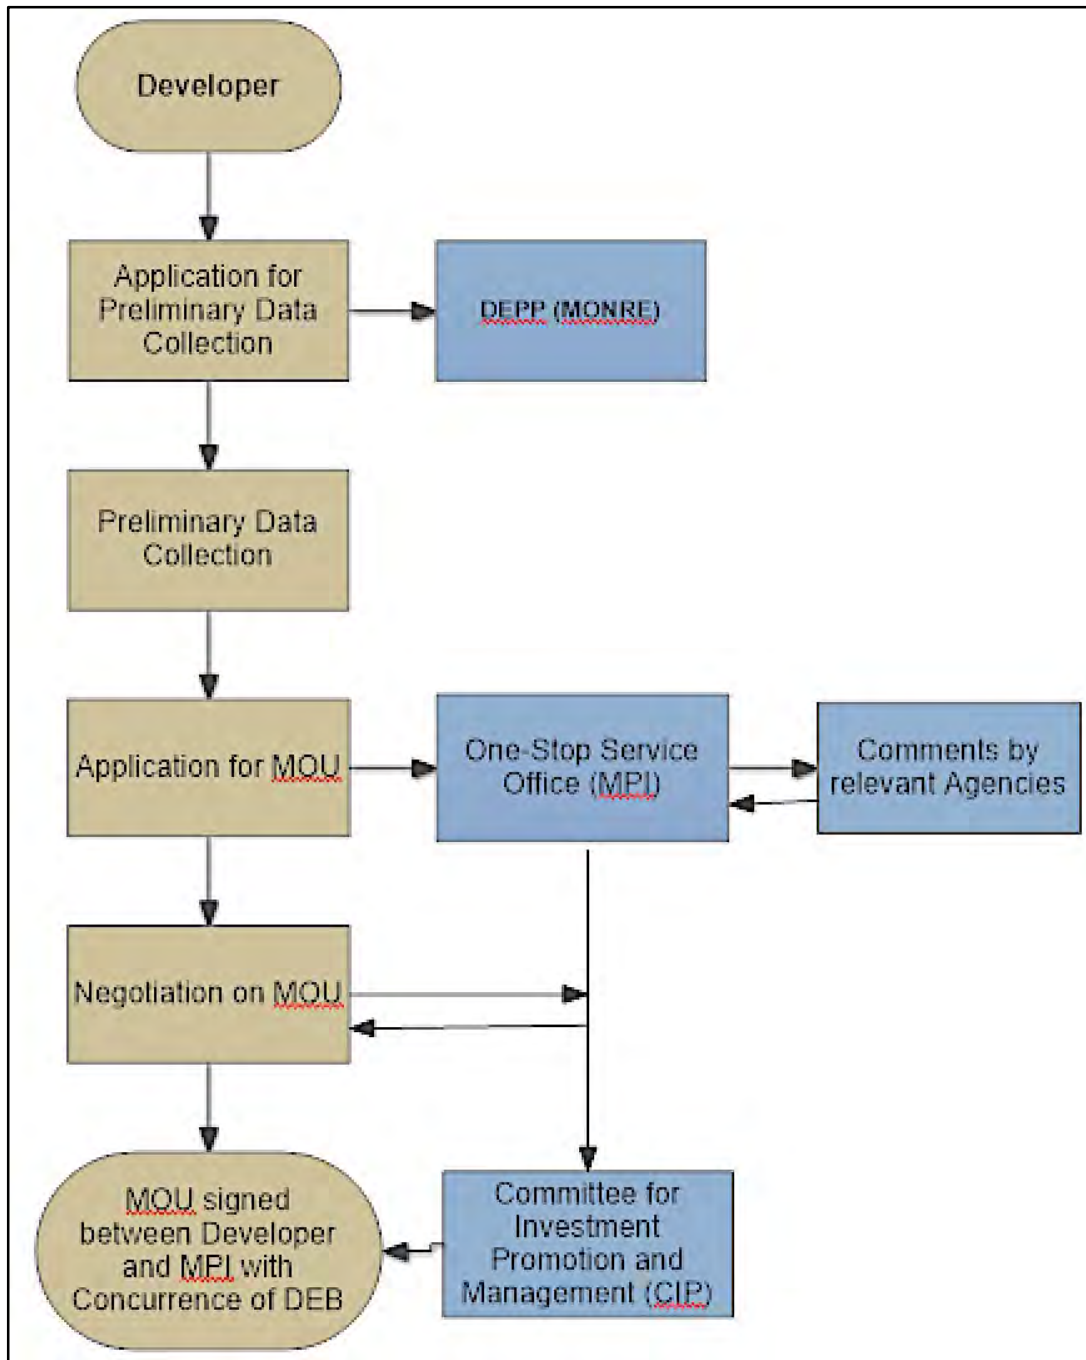 Developer
Application for
Preliminary Data
Collection
DEPP (MONRE)
Preliminary Data
Collection
Application for MOU
One-Stop Service
Office (MPI)
Comments by
relevant Agencies
Negotiation on MOU
MOU signed
between Developer
and MPI with
Concurrence of DEB
Committee for
Investment
Promotion and
Management (CIP)